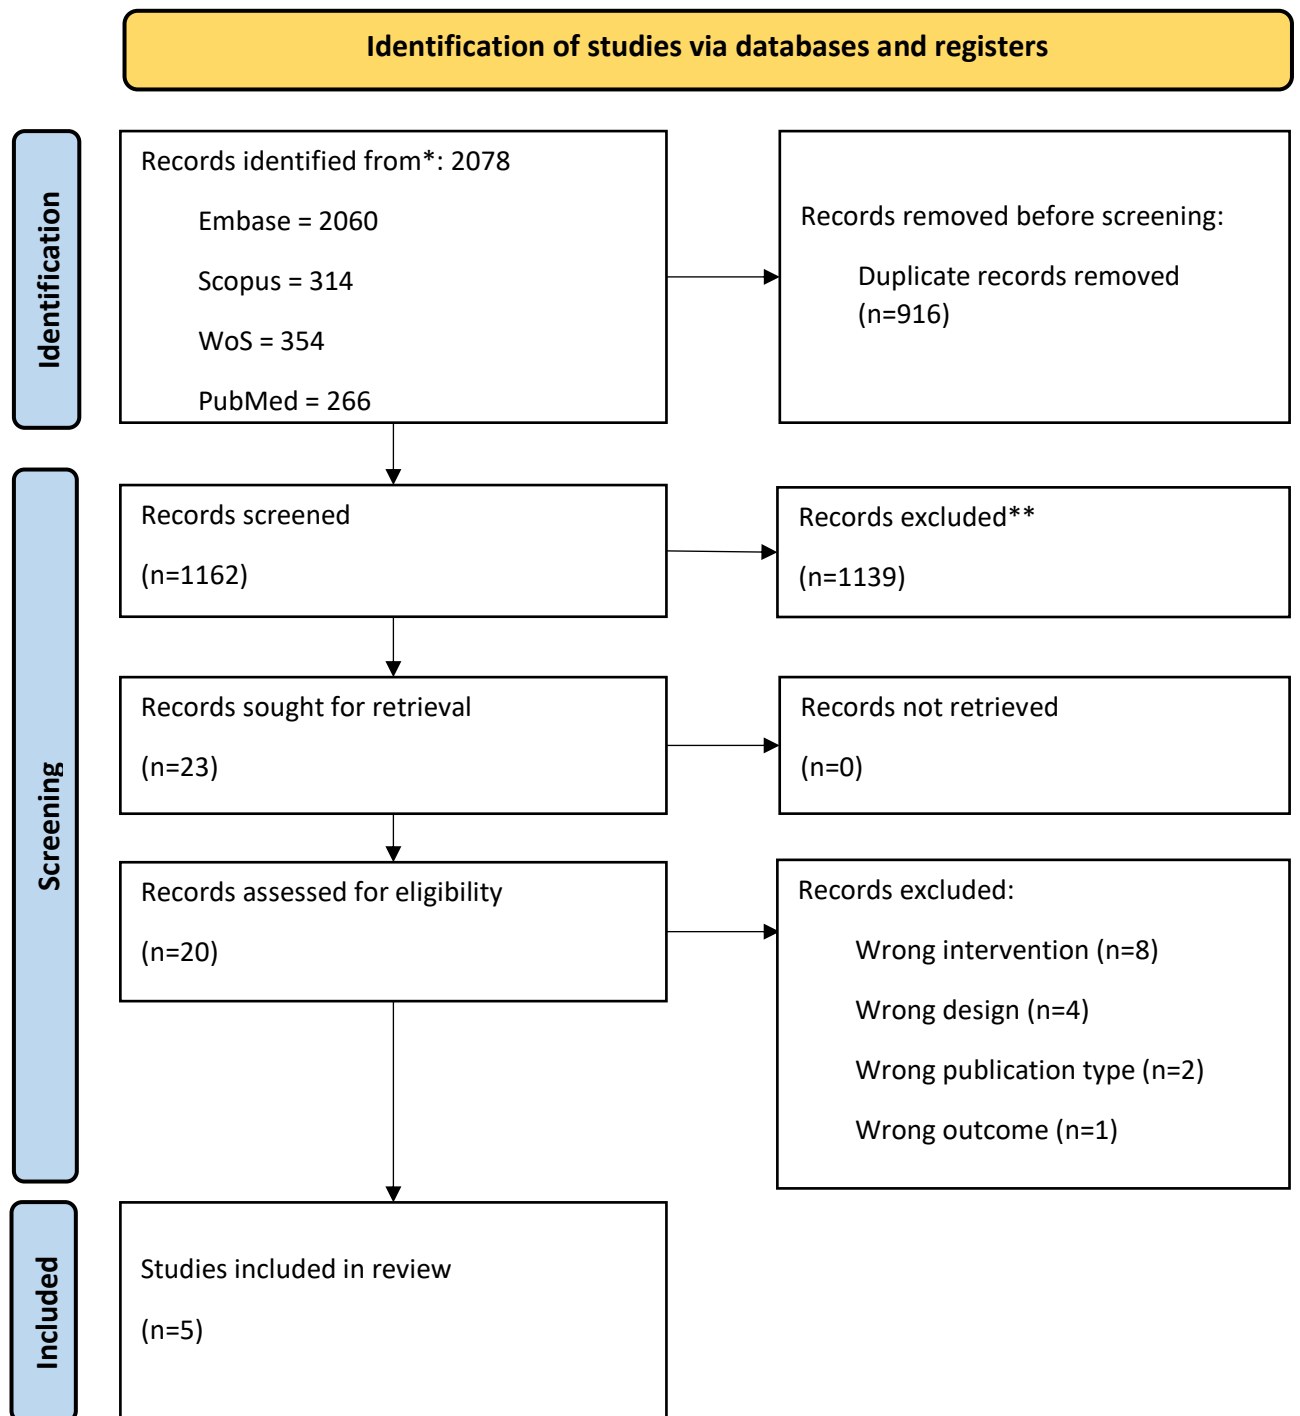 Identification of studies via databases and registers
Identification
Records identified from*: 2078
Embase = 2060
Scopus = 314
WoS = 354
PubMed = 266
Records removed before screening:
Duplicate records removed
(n=916)
Screening
Records screened
(n=1162)
Records excluded**
(n=1139)
Records sought for retrieval
(n=23)
Records not retrieved
(n=0)
Records assessed for eligibility
(n=20)
Records excluded:
Wrong intervention (n=8)
Wrong design (n=4)
Wrong publication type (n=2)
Wrong outcome (n=1)
Included
Studies included in review
(n=5)